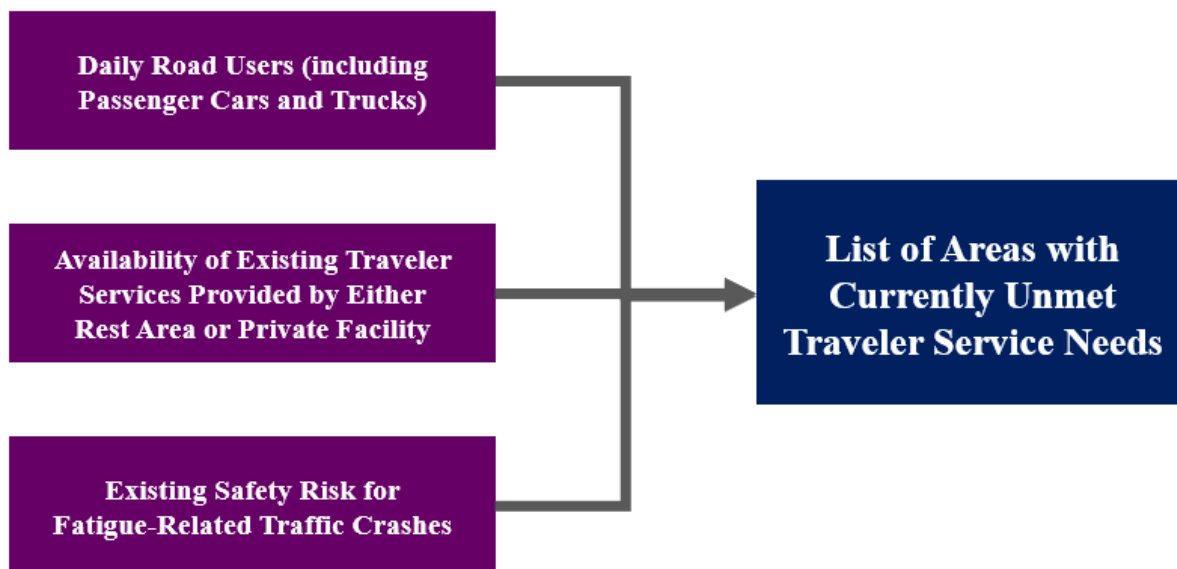 Daily Road Users (including
Passenger Cars and Trucks)
Availability of Existing Traveler
Services Provided by Either
Rest Area or Private Facility
Existing Safety Risk for
Fatigue-Related Traffic Crashes
List of Areas with
Currently Unmet
Traveler Service Needs